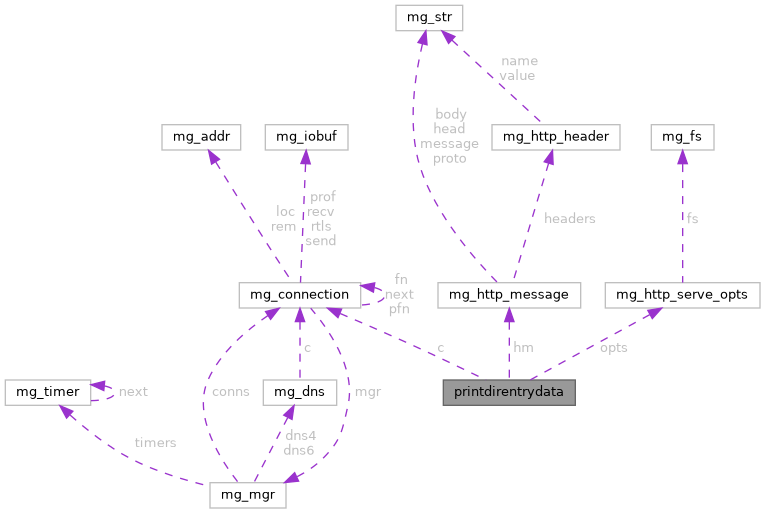 mg_str
name
value
body
head
message
proto
mg_addr
mg_iobuf
mg_http_header
mg_fs
prof
loc
recv
rem
rtls
send
headers
fs
fn
next
pfn
mg_connection
mg_http_message
mg_http_serve_opts
c
c
hm
opts
mg_timer
next
conns
mg_dns
mgr
printdirentrydata
timers
dns4
dns6
mg_mgr